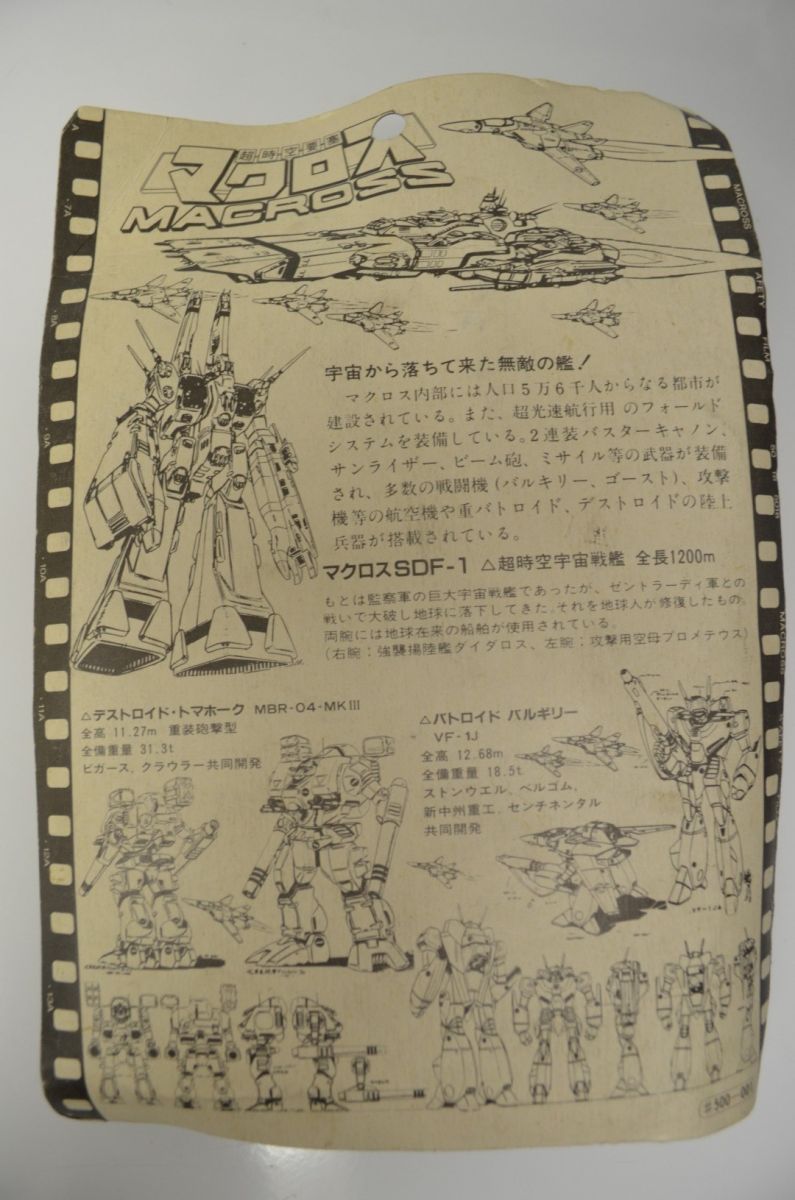 超時空要塞
マクロス
MACROSS
宇宙から落ちて来た無敵の艦!
マクロス内部には人口5万6千人からなる都市が
建設されている。また、超光速航行用 のフォールド
システムを装備している。2連装バスターキャノン、
サンライザー、ビーム砲、ミサイル等の武器が装備
され、多数の戦闘機(バルキリー、ゴースト)、攻撃
機等の航空機や重バトロイド、デストロイドの陸上
兵器が搭載されている。
マクロスSDF-1 △超時空宇宙戦艦 全長1200m
もとは監察軍の巨大宇宙戦艦であったが、ゼントラーディ軍との
戦いで大破し地球に落下してきた。それを地球人が修復したもの。
両腕には地球在来の船舶が使用されている。
(右腕:強襲揚陸艦ダイダロス、左腕:攻撃用空母プロメテウス)
△デストロイド・トマホーク MBR-04-MKIII
全高 11.27m 重装砲撃型
全備重量 31.3t
ビガース、クラウラー共同開発
△バトロイド バルギリー
VF-1J
全高 12.68m
全備重量 18.5t
ストンウエル、ベルゴム、
新中州重工、センチネンタル
共同開発
7A
8A
9A
10A
11A
12A
13A
MACROSS
AFETY
FILM
MACROSS
#500-001